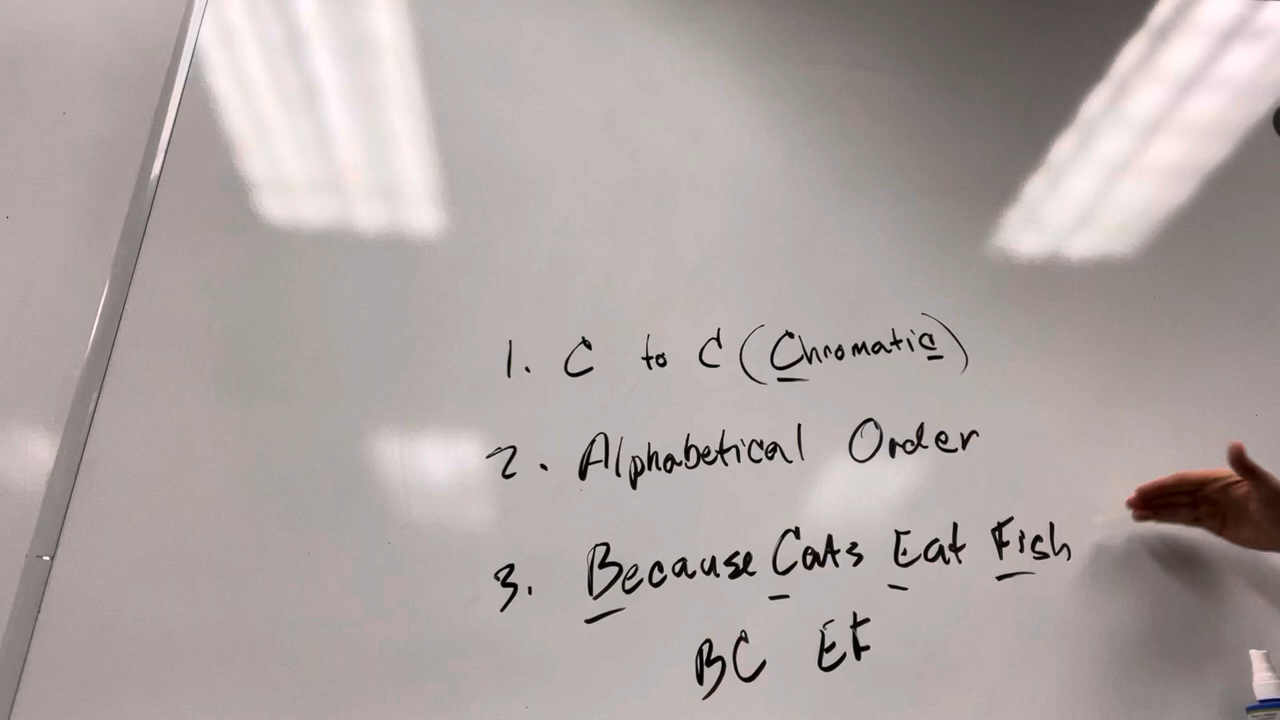 1. C to C (Chromatic)
2. Alphabetical Order
3. Because Cats Eat Fish
BC EF